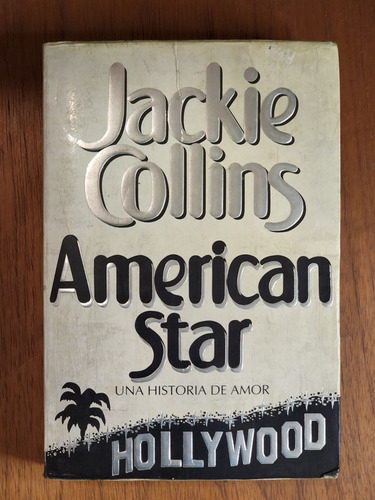 Jackie
Collins
American
Star
UNA HISTORIA DE AMOR
HOLLYWOOD